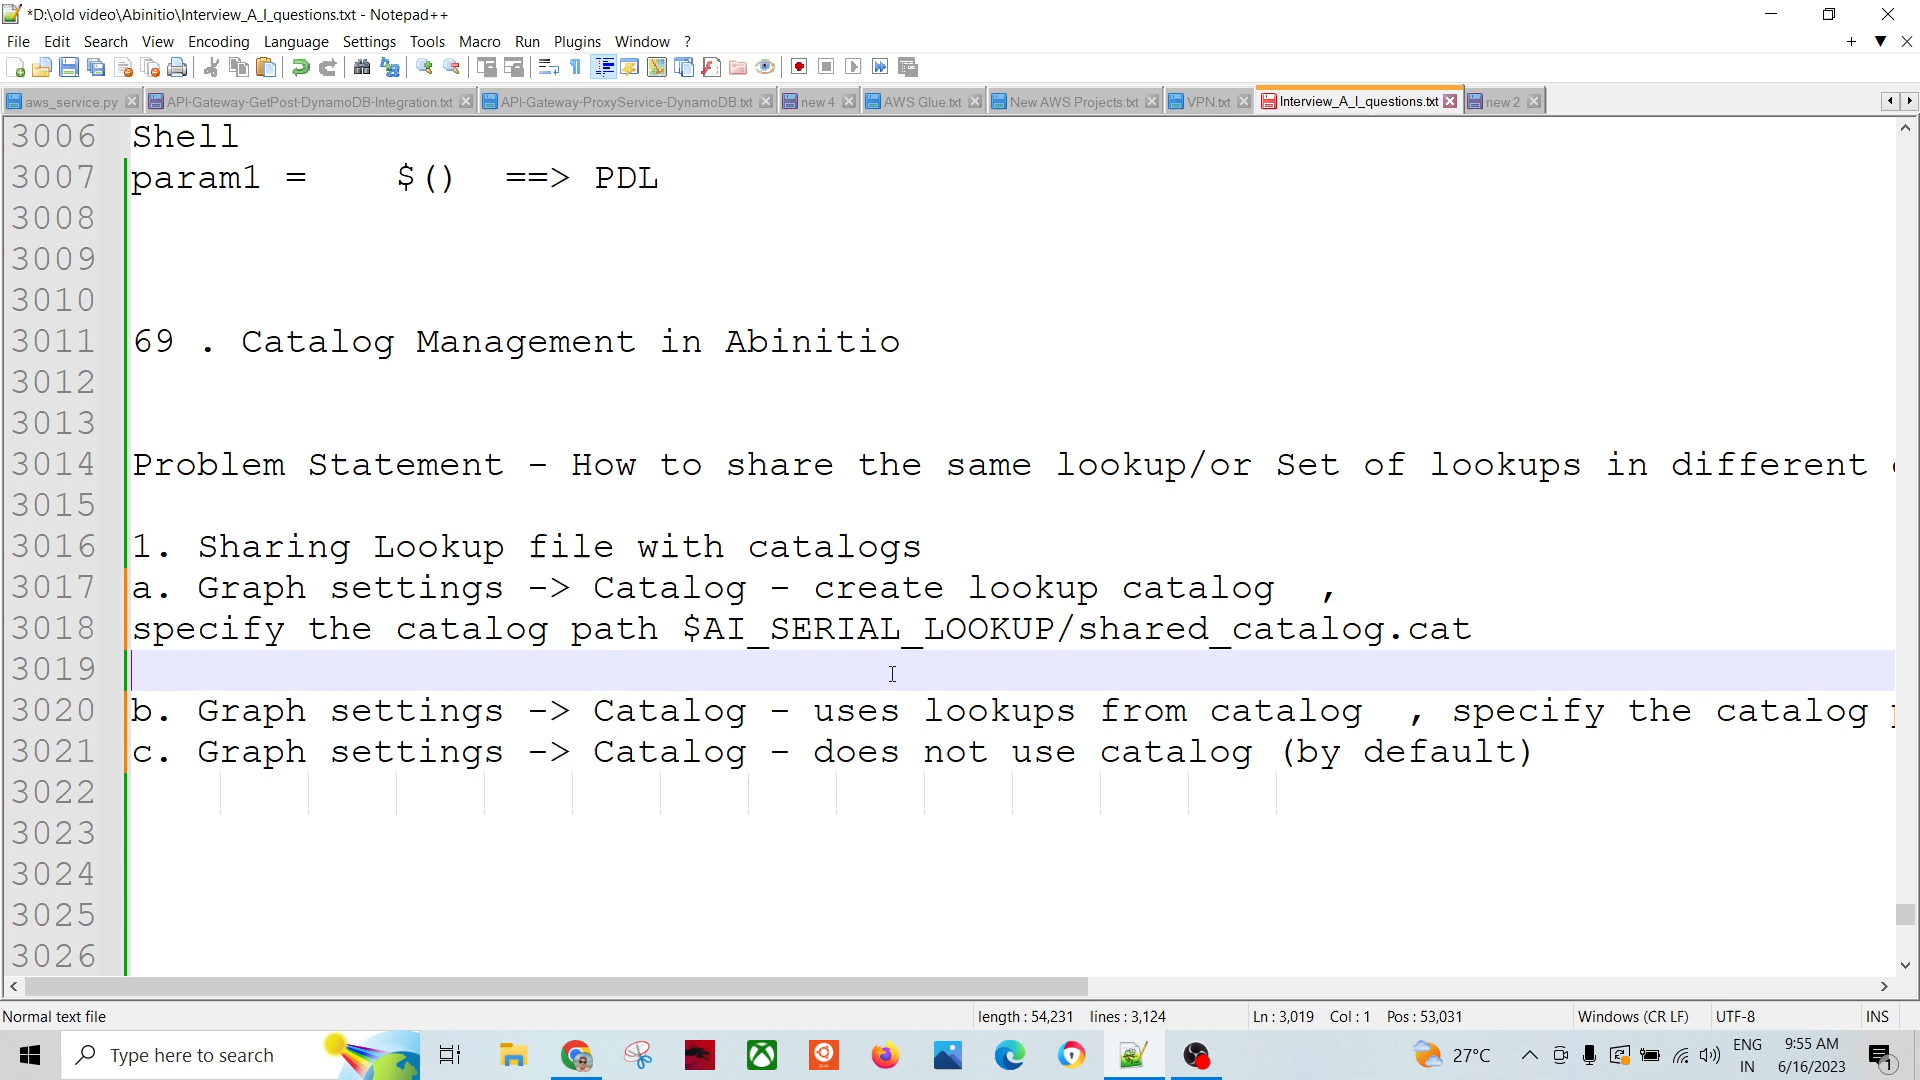 *D:\old video\Abinitio\Interview_A_I_questions.txt - Notepad++
File Edit Search View Encoding Language Settings Tools Macro Run Plugins Window ?
aws_service.py API-Gateway-GetPost-DynamoDB-Integration.txt API-Gateway-ProxyService-DynamoDB.txt new 4 AWS Glue.txt New AWS Projects.txt VPN.txt Interview_A_I_questions.txt new 2
3006 Shell
3007 param1 = $() ==> PDL
3008
3009
3010
3011 69 . Catalog Management in Abinitio
3012
3013
3014 Problem Statement - How to share the same lookup/or Set of lookups in different
3015
3016 1. Sharing Lookup file with catalogs
3017 a. Graph settings -> Catalog - create lookup catalog ,
3018 specify the catalog path $AI_SERIAL_LOOKUP/shared_catalog.cat
3019
3020 b. Graph settings -> Catalog - uses lookups from catalog , specify the catalog
3021 c. Graph settings -> Catalog - does not use catalog (by default)
3022
3023
3024
3025
3026
Normal text file length : 54,231 lines : 3,124 Ln : 3,019 Col : 1 Pos : 53,031 Windows (CR LF) UTF-8 INS
Type here to search 27°C ENG 9:55 AM
IN 6/16/2023 1